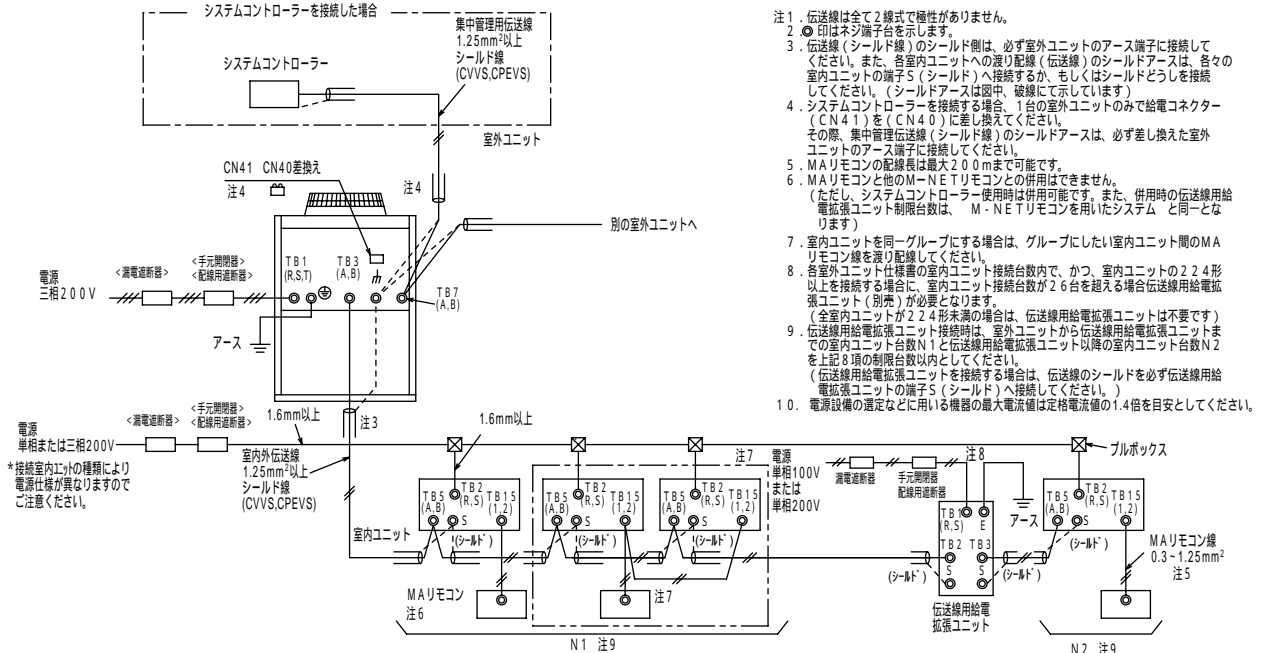 システムコントローラーを接続した場合
集中管理用伝送線
1.25mm²以上
シールド線
(CVVS,CPEVS)
システムコントローラー
室外ユニット
CN41 CN40差換え
注4
注4
別の室外ユニットへ
TB1
(R,S,T)
TB3
(A,B)
TB7
(A,B)
電源
三相200V
<漏電遮断器>
<手元開閉器>
<配線用遮断器>
アース
注3
電源
単相または三相200V
<漏電遮断器>
<手元開閉器>
<配線用遮断器>
1.6mm以上
*接続室内ユニットの種類により
電源仕様が異なりますので
ご注意ください。
室内外伝送線
1.25mm²以上
シールド線
(CVVS,CPEVS)
1.6mm以上
室内ユニット
TB5
(A,B)
TB2
(R,S)
TB15
(1,2)
S
(シールド)
MAリモコン
注6
TB5
(A,B)
TB2
(R,S)
TB15
(1,2)
S
(シールド)
注7
TB5
(A,B)
TB2
(R,S)
TB15
(1,2)
S
(シールド)
注7
N1 注9
電源
単相100V
または
単相200V
漏電遮断器
手元開閉器
配線用遮断器
注8
アース
TB1
(R,S)
E
TB2
TB3
S
S
(シールド)
(シールド)
伝送線用給電
拡張ユニット
プルボックス
TB5
(A,B)
TB2
(R,S)
TB15
(1,2)
S
(シールド)
MAリモコン線
0.3~1.25mm²
注5
N2 注9
注1.伝送線は全て2線式で極性がありません。
2.◎印はネジ端子台を示します。
3.伝送線(シールド線)のシールド側は、必ず室外ユニットのアース端子に接続して
ください。また、各室内ユニットへの渡り配線(伝送線)のシールドアースは、各々の
室内ユニットの端子S(シールド)へ接続するか、もしくはシールドどうしを接続
してください。(シールドアースは図中、破線にて示しています)
4.システムコントローラーを接続する場合、1台の室外ユニットのみで給電コネクター
(CN41)を(CN40)に差し換えてください。
その際、集中管理伝送線(シールド線)のシールドアースは、必ず差し換えた室外
ユニットのアース端子に接続してください。
5.MAリモコンの配線長は最大200mまで可能です。
6.MAリモコンと他のM-NETリモコンとの併用はできません。
(ただし、システムコントローラー使用時は併用可能です。また、併用時の伝送線用給
電拡張ユニット制限台数は、 M-NETリモコンを用いたシステム と同一とな
ります)
7.室内ユニットを同一グループにする場合は、グループにしたい室内ユニット間のMA
リモコン線を渡り配線してください。
8.各室外ユニット仕様書の室内ユニット接続台数内で、かつ、室内ユニットの224形
以上を接続する場合に、室内ユニット接続台数が26台を超える場合伝送線用給電拡
張ユニット(別売)が必要となります。
(全室内ユニットが224形未満の場合は、伝送線用給電拡張ユニットは不要です)
9.伝送線用給電拡張ユニット接続時は、室外ユニットから伝送線用給電拡張ユニットま
での室内ユニット台数N1と伝送線用給電拡張ユニット以降の室内ユニット台数N2
を上記8項の制限台数以内としてください。
(伝送線用給電拡張ユニットを接続する場合は、伝送線のシールドを必ず伝送線用給
電拡張ユニットの端子S(シールド)へ接続してください。)
10. 電源設備の選定などに用いる機器の最大電流値は定格電流値の1.4倍を目安としてください。